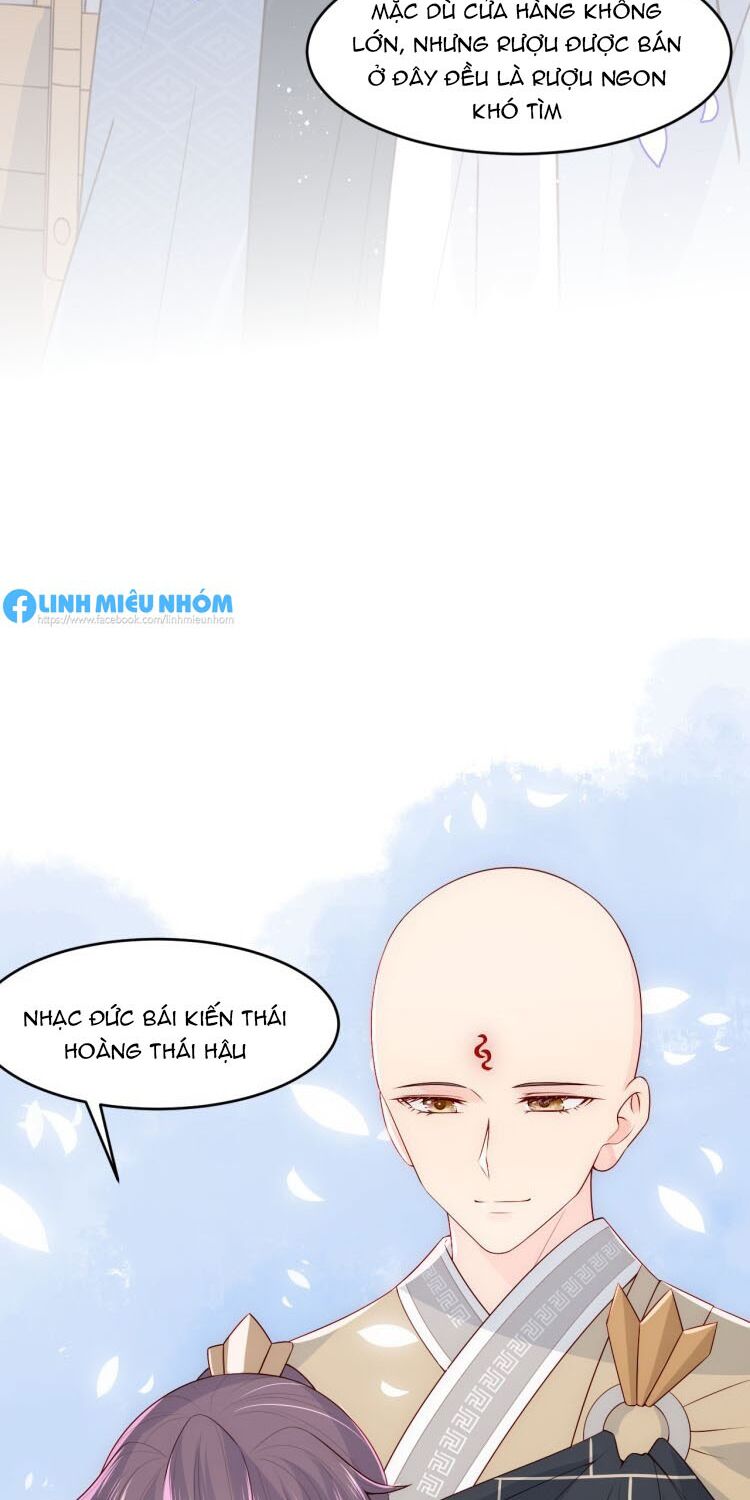 MẶC DÙ CỬA HÀNG KHÔNG
LỚN, NHƯNG RƯỢU ĐƯỢC BÁN
Ở ĐÂY ĐỀU LÀ RƯỢU NGON
KHÓ TÌM
LINH MIÊU NHÓM
https://www.facebook.com/linhmieunhom
NHẠC ĐỨC BÁI KIẾN THÁI
HOÀNG THÁI HẬU